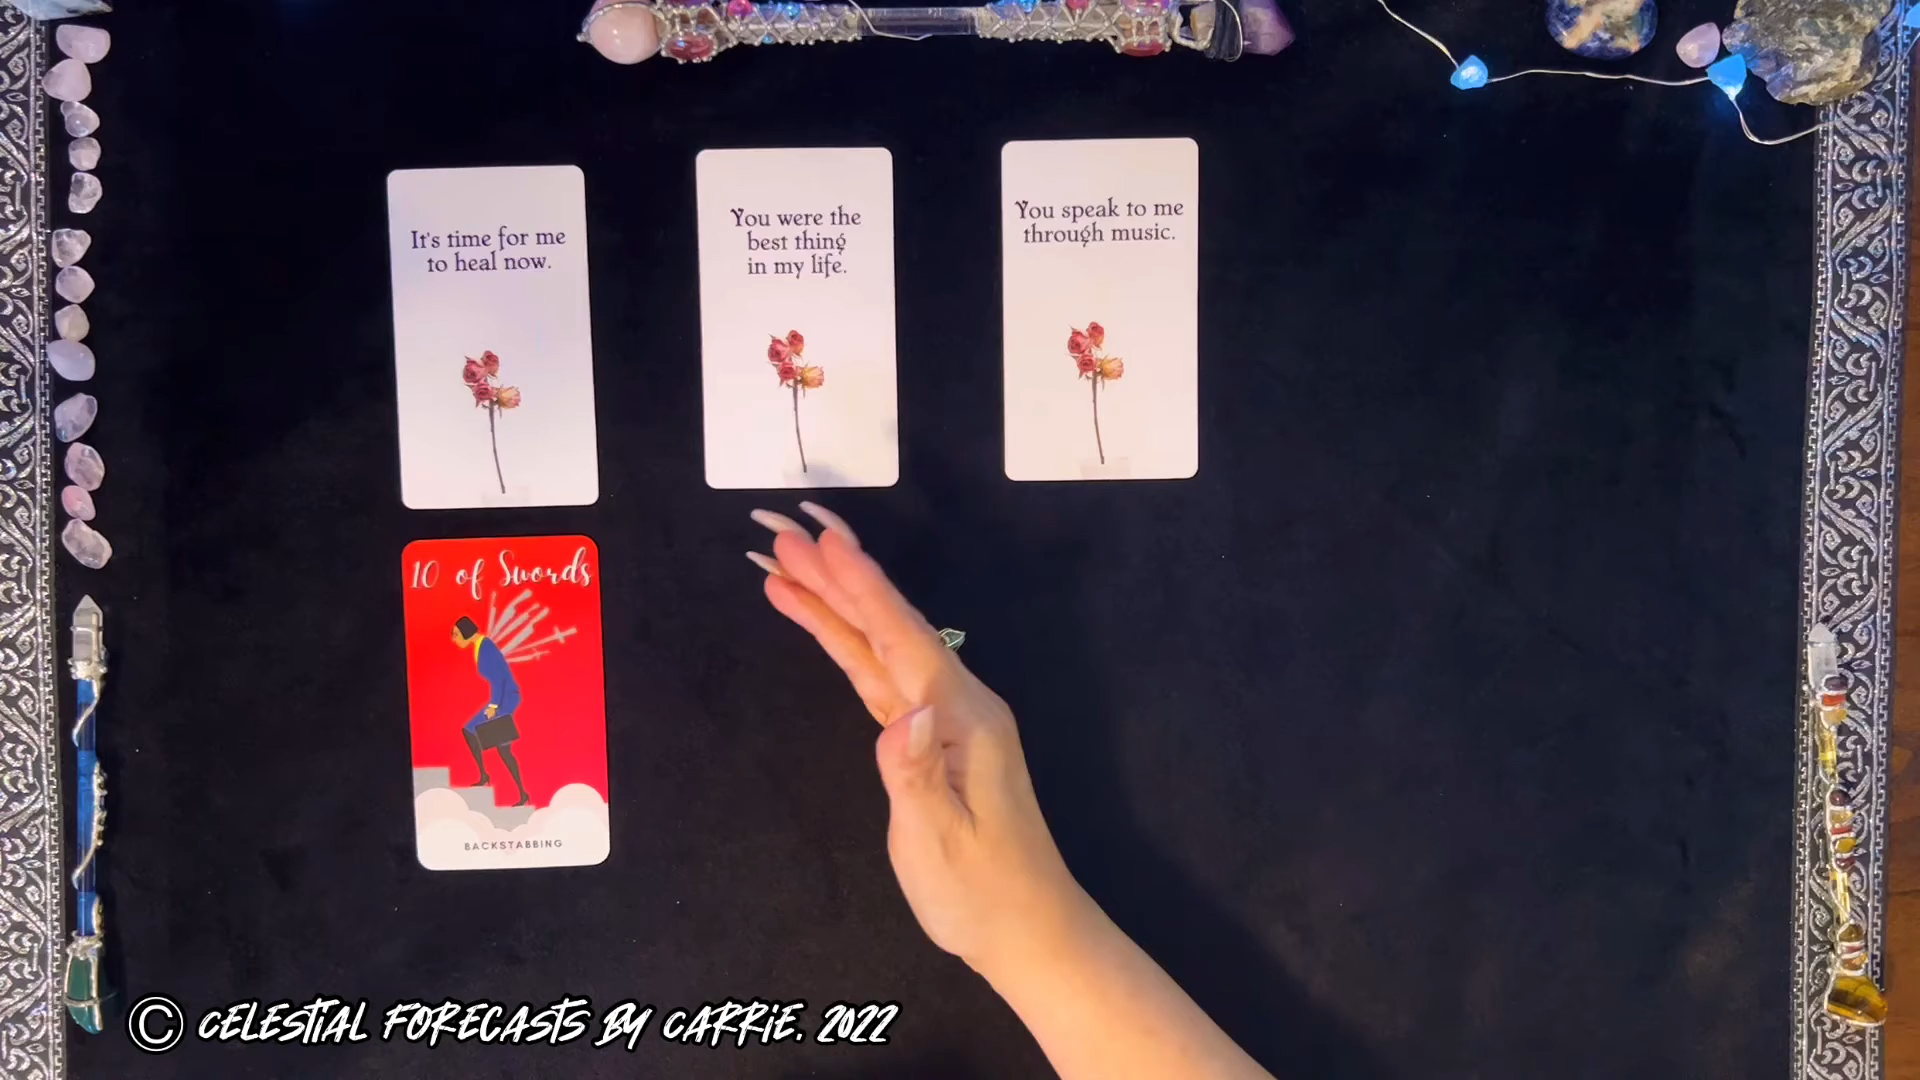 It's time for me
to heal now.
You were the
best thing
in my life.
You speak to me
through music.
10 of Swords
BACKSTABBING
© CELESTIAL FORECASTS BY CARRIE. 2022